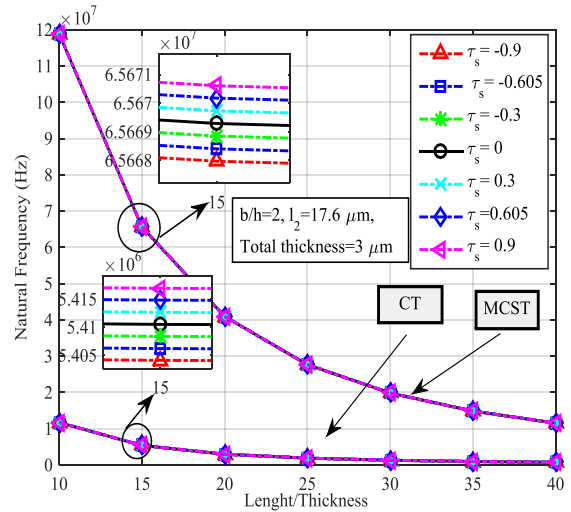 ×10⁷
12
11
10
9
8
7
6
5
4
3
2
1
0
Natural Frequency (Hz)
10
15
20
25
30
35
40
Lenght/Thickness
×10⁷
6.5671
6.567
6.5669
6.5668
15
×10⁶
5.415
5.41
5.405
15
b/h=2, l₂=17.6 μm,
Total thickness=3 μm
CT
MCST
τₛ= -0.9
τₛ= -0.605
τₛ= -0.3
τₛ= 0
τₛ= 0.3
τₛ=0.605
τₛ= 0.9